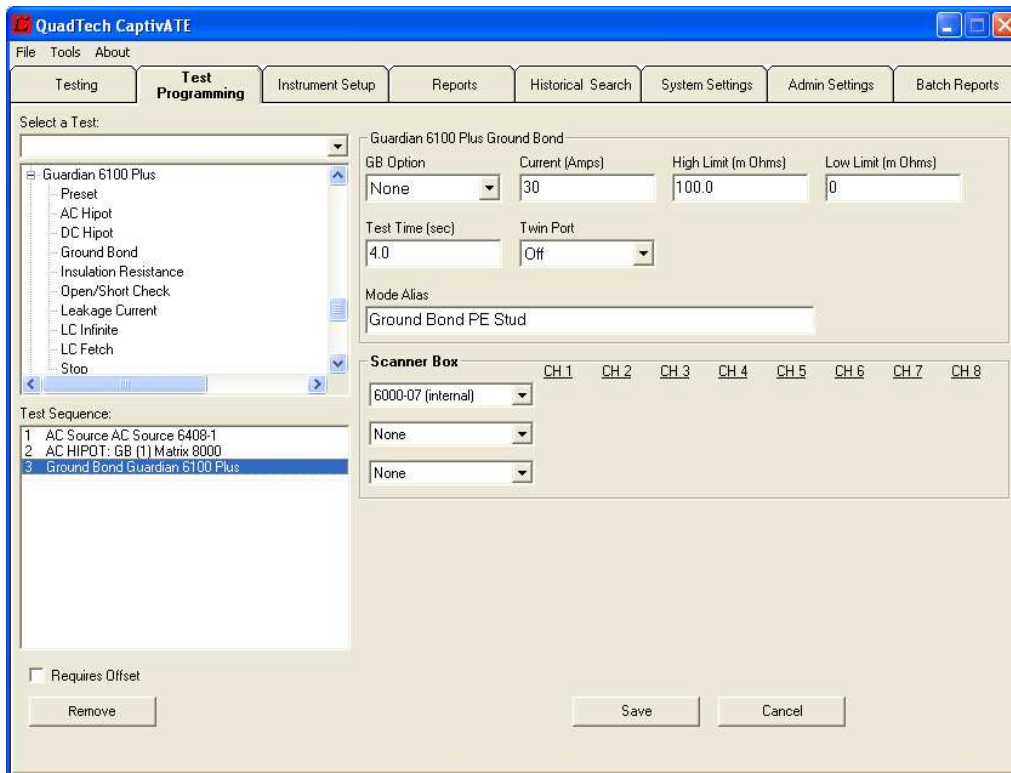 QuadTech CaptivATE
File Tools About
Testing
Test Programming
Instrument Setup
Reports
Historical Search
System Settings
Admin Settings
Batch Reports
Select a Test:
Guardian 6100 Plus
Preset
AC Hipot
DC Hipot
Ground Bond
Insulation Resistance
Open/Short Check
Leakage Current
LC Infinite
LC Fetch
Stop
Test Sequence:
1 AC Source AC Source 6408-1
2 AC HIPOT: GB (1) Matrix 8000
3 Ground Bond Guardian 6100 Plus
Requires Offset
Remove
Guardian 6100 Plus Ground Bond
GB Option Current (Amps) High Limit (m Ohms) Low Limit (m Ohms)
None 30 100.0 0
Test Time (sec) Twin Port
4.0 Off
Mode Alias
Ground Bond PE Stud
Scanner Box CH 1 CH 2 CH 3 CH 4 CH 5 CH 6 CH 7 CH 8
6000-07 (internal)
None
None
Save Cancel